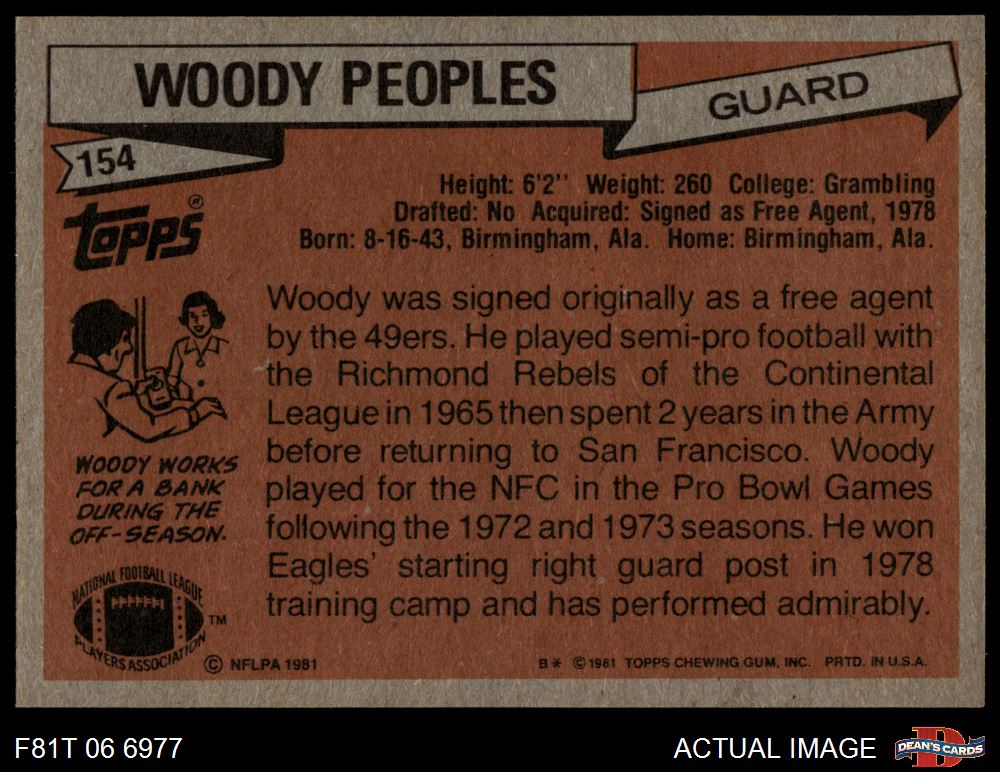 WOODY PEOPLES
GUARD
154
Topps®
Height: 6'2'' Weight: 260 College: Grambling
Drafted: No Acquired: Signed as Free Agent, 1978
Born: 8-16-43, Birmingham, Ala. Home: Birmingham, Ala.
Woody was signed originally as a free agent
by the 49ers. He played semi-pro football with
the Richmond Rebels of the Continental
League in 1965 then spent 2 years in the Army
before returning to San Francisco. Woody
played for the NFC in the Pro Bowl Games
following the 1972 and 1973 seasons. He won
Eagles' starting right guard post in 1978
training camp and has performed admirably.
WOODY WORKS
FOR A BANK
DURING THE
OFF-SEASON.
NATIONAL FOOTBALL LEAGUE
PLAYERS ASSOCIATION
TM
© NFLPA 1981
B* © 1981 TOPPS CHEWING GUM, INC. PRTD. IN U.S.A.
F81T 06 6977
ACTUAL IMAGE
D
DEAN'S CARDS